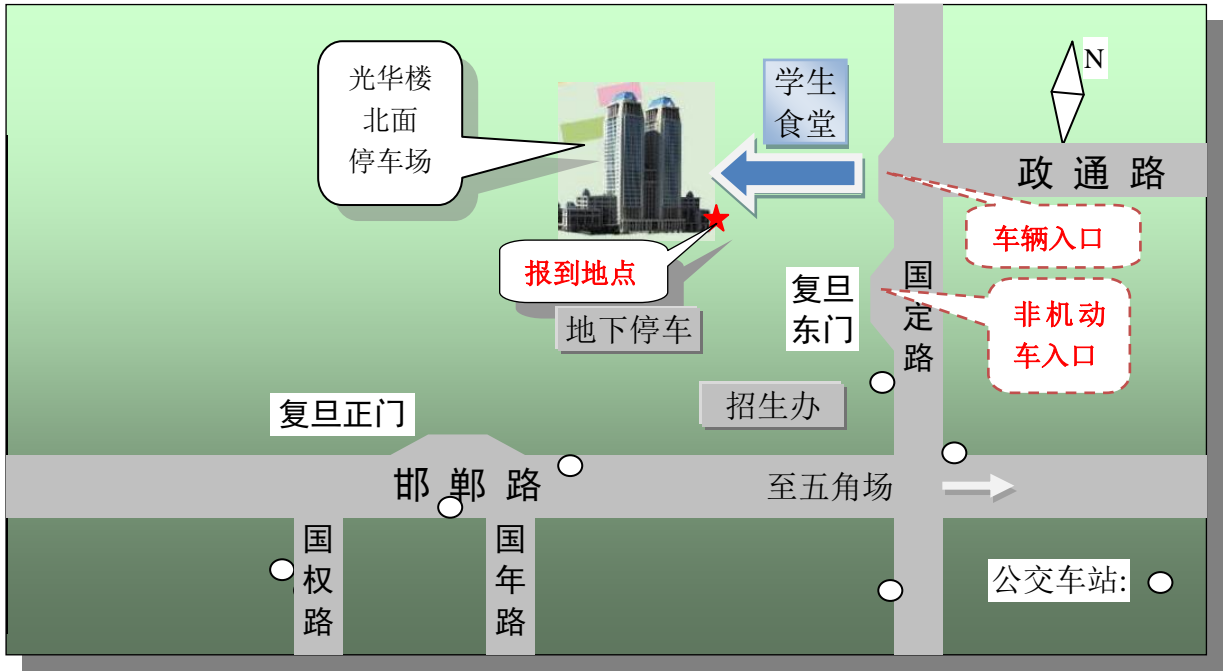 光华楼
北面
停车场
学生
食堂
N
政通路
车辆入口
报到地点
地下停车
复旦
东门
国定路
非机动
车入口
招生办
复旦正门
邯郸路
至五角场
国权路
国年路
公交车站: